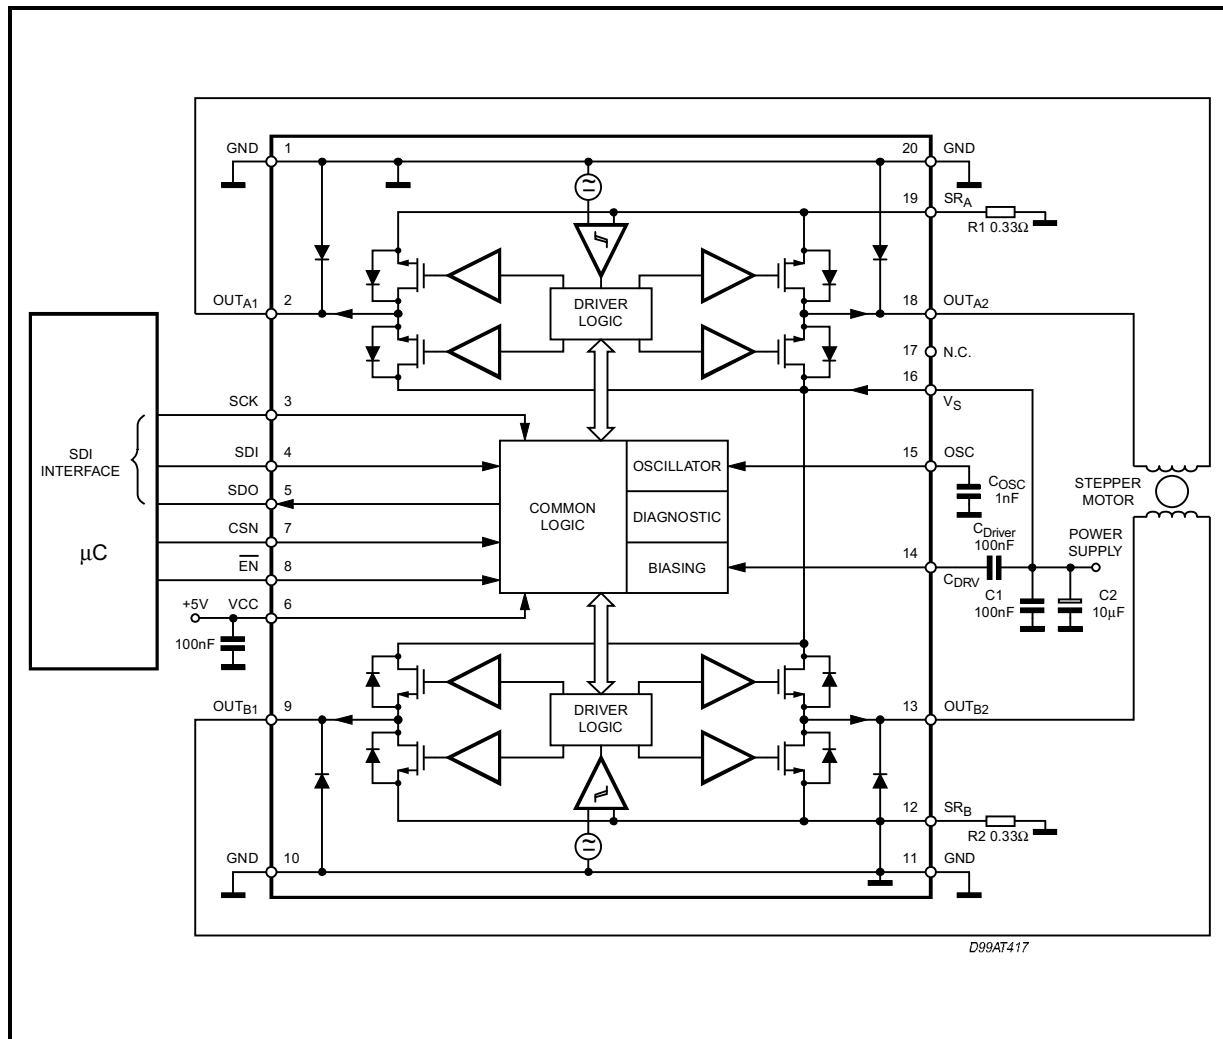 GND 1 20 GND
19 SRA
R1 0.33Ω
OUTA1 2 DRIVER LOGIC 18 OUTA2
17 N.C.
16 VS
SCK 3
SDI INTERFACE
SDI 4 OSCILLATOR 15 OSC
COSC 1nF
SDO 5 COMMON LOGIC DIAGNOSTIC
STEPPER MOTOR
CSN 7
CDriver 100nF
POWER SUPPLY
µC
EN 8 BIASING 14 CDRV
C1 100nF
C2 10µF
+5V VCC 6
100nF
OUTB1 9 DRIVER LOGIC 13 OUTB2
12 SRB
R2 0.33Ω
GND 10 11 GND
D99AT417